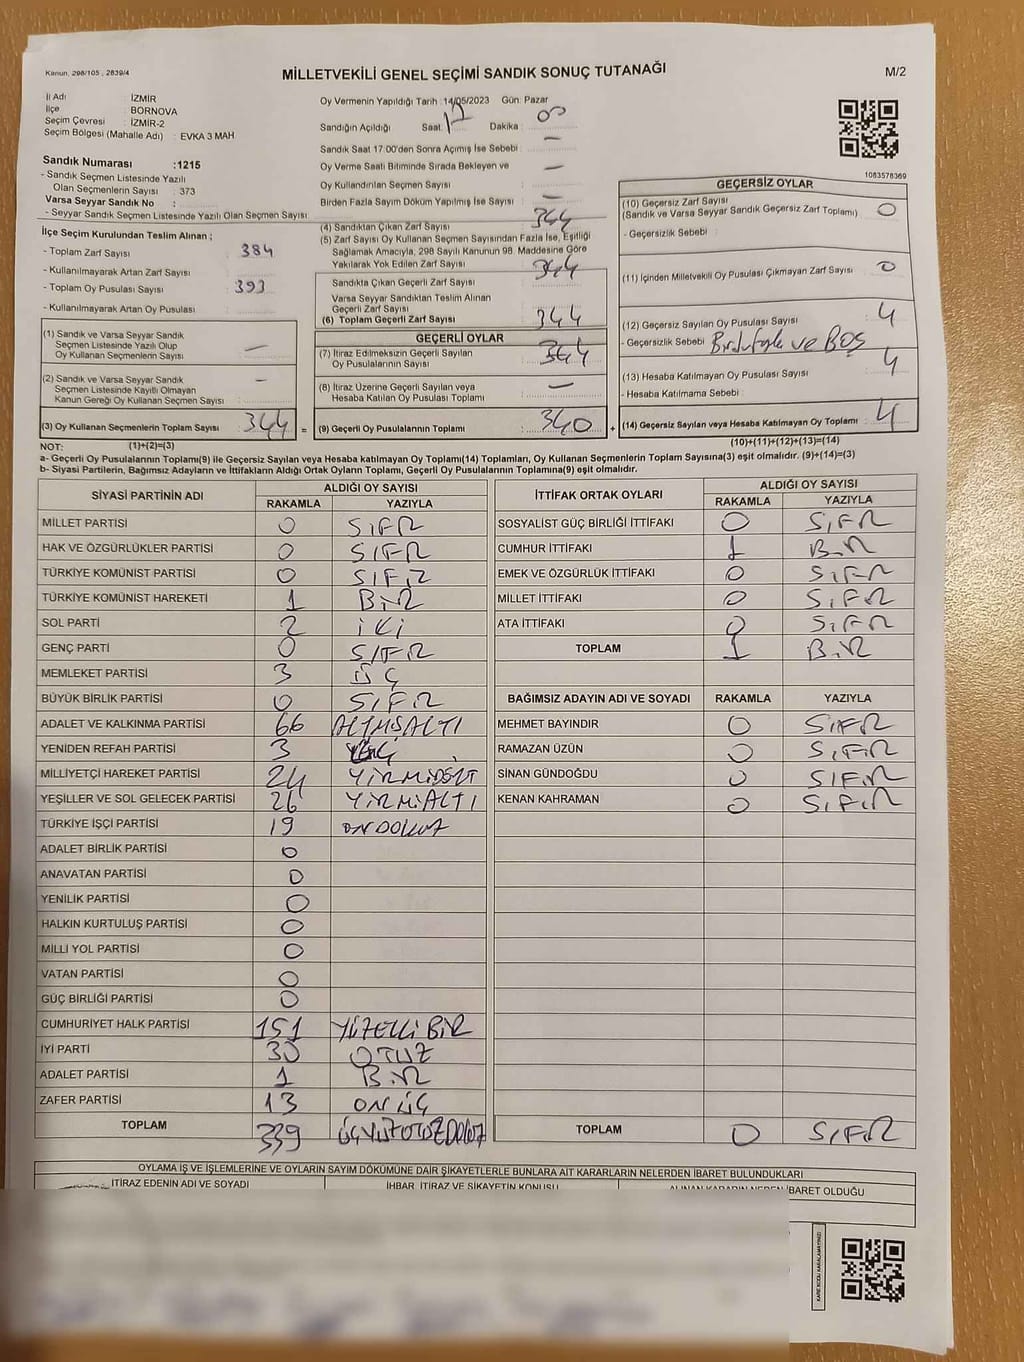 Kanun, 298/105 , 2839/4
MİLLETVEKİLİ GENEL SEÇİMİ SANDIK SONUÇ TUTANAĞI
M/2
İl Adı : İZMİR
İlçe : BORNOVA
Seçim Çevresi : İZMİR-2
Seçim Bölgesi (Mahalle Adı) : EVKA 3 MAH
Sandık Numarası :1215
- Sandık Seçmen Listesinde Yazılı
Olan Seçmenlerin Sayısı : 373
Varsa Seyyar Sandık No :
- Seyyar Sandık Seçmen Listesinde Yazılı Olan Seçmen Sayısı:
İlçe Seçim Kurulundan Teslim Alınan ;
- Toplam Zarf Sayısı : 384
- Kullanılmayarak Artan Zarf Sayısı :
- Toplam Oy Pusulası Sayısı : 393
- Kullanılmayarak Artan Oy Pusulası :
(1) Sandık ve Varsa Seyyar Sandık
Seçmen Listesinde Yazılı Olup
Oy Kullanan Seçmenlerin Sayısı : —
(2) Sandık ve Varsa Seyyar Sandık
Seçmen Listesinde Kayıtlı Olmayan
Kanun Gereği Oy Kullanan Seçmen Sayısı : —
(3) Oy Kullanan Seçmenlerin Toplam Sayısı : 344 =
Oy Vermenin Yapıldığı Tarih :14/05/2023 Gün: Pazar
Sandığın Açıldığı Saat : 17 Dakika : 00
Sandık Saat 17.00'den Sonra Açımış İse Sebebi : —
Oy Verme Saati Bitiminde Sırada Bekleyen ve —
Oy Kullandırılan Seçmen Sayısı :
Birden Fazla Sayım Döküm Yapılmış İse Sayısı : —
(4) Sandıktan Çıkan Zarf Sayısı : 344
(5) Zarf Sayısı Oy Kullanan Seçmen Sayısından Fazla İse, Eşitliği
Sağlamak Amacıyla, 298 Sayılı Kanunun 98. Maddesine Göre
Yakılarak Yok Edilen Zarf Sayısı : 344
Sandıkta Çıkan Geçerli Zarf Sayısı :
Varsa Seyyar Sandıktan Teslim Alınan
Geçerli Zarf Sayısı :
(6) Toplam Geçerli Zarf Sayısı : 344
GEÇERLİ OYLAR
(7) İtiraz Edilmeksizin Geçerli Sayılan
Oy Pusulalarının Sayısı : 344
(8) İtiraz Üzerine Geçerli Sayılan veya
Hesaba Katılan Oy Pusulası Toplamı : —
(9) Geçerli Oy Pusulalarının Toplamı : 340 +
1083578369
GEÇERSİZ OYLAR
(10) Geçersiz Zarf Sayısı
(Sandık ve Varsa Seyyar Sandık Geçersiz Zarf Toplamı) : 0
- Geçersizlik Sebebi :
(11) İçinden Milletvekili Oy Pusulası Çıkmayan Zarf Sayısı : 0
(12) Geçersiz Sayılan Oy Pusulası Sayısı : 4
- Geçersizlik Sebebi : ve BOŞ
(13) Hesaba Katılmayan Oy Pusulası Sayısı : 4
- Hesaba Katılmama Sebebi :
(14) Geçersiz Sayılan veya Hesaba Katılmayan Oy Toplamı : 4
NOT: (1)+(2)=(3) (10)+(11)+(12)+(13)=(14)
a- Geçerli Oy Pusulalarının Toplamı(9) ile Geçersiz Sayılan veya Hesaba katılmayan Oy Toplamı(14) Toplamları, Oy Kullanan Seçmenlerin Toplam Sayısına(3) eşit olmalıdır. (9)+(14)=(3)
b- Siyasi Partilerin, Bağımsız Adayların ve İttifakların Aldığı Ortak Oyların Toplamı, Geçerli Oy Pusulalarının Toplamına(9) eşit olmalıdır.
SİYASİ PARTİNİN ADI ALDIĞI OY SAYISI
RAKAMLA YAZIYLA
MİLLET PARTİSİ 0 SIFIR
HAK VE ÖZGÜRLÜKLER PARTİSİ 0 SIFIR
TÜRKİYE KOMÜNİST PARTİSİ 0 SIFIR
TÜRKİYE KOMÜNİST HAREKETİ 1 BİR
SOL PARTİ 2 İKİ
GENÇ PARTİ 0 SIFIR
MEMLEKET PARTİSİ 3 ÜÇ
BÜYÜK BİRLİK PARTİSİ 0 SIFIR
ADALET VE KALKINMA PARTİSİ 66 ALTMIŞALTI
YENİDEN REFAH PARTİSİ 3
MİLLİYETÇİ HAREKET PARTİSİ 24 YİRMİDÖRT
YEŞİLLER VE SOL GELECEK PARTİSİ 26 YİRMİALTI
TÜRKİYE İŞÇİ PARTİSİ 19 ONDOKUZ
ADALET BİRLİK PARTİSİ 0
ANAVATAN PARTİSİ 0
YENİLİK PARTİSİ 0
HALKIN KURTULUŞ PARTİSİ 0
MİLLİ YOL PARTİSİ 0
VATAN PARTİSİ 0
GÜÇ BİRLİĞİ PARTİSİ 0
CUMHURİYET HALK PARTİSİ 151 YÜZELLİBİR
İYİ PARTİ 30 OTUZ
ADALET PARTİSİ 1 BİR
ZAFER PARTİSİ 13 ONÜÇ
TOPLAM 339 ÜÇYÜZOTUZDOKUZ
İTTİFAK ORTAK OYLARI ALDIĞI OY SAYISI
RAKAMLA YAZIYLA
SOSYALİST GÜÇ BİRLİĞİ İTTİFAKI 0 SIFIR
CUMHUR İTTİFAKI 1 BİR
EMEK VE ÖZGÜRLÜK İTTİFAKI 0 SIFIR
MİLLET İTTİFAKI 0 SIFIR
ATA İTTİFAKI 0 SIFIR
TOPLAM 1 BİR
BAĞIMSIZ ADAYIN ADI VE SOYADI RAKAMLA YAZIYLA
MEHMET BAYINDIR 0 SIFIR
RAMAZAN ÜZÜN 0 SIFIR
SİNAN GÜNDOĞDU 0 SIFIR
KENAN KAHRAMAN 0 SIFIR
TOPLAM 0 SIFIR
OYLAMA İŞ VE İŞLEMLERİNE VE OYLARIN SAYIM DÖKÜMÜNE DAİR ŞİKAYETLERLE BUNLARA AİT KARARLARIN NELERDEN İBARET BULUNDUKLARI
İTİRAZ EDENİN ADI VE SOYADI İHBAR, İTİRAZ VE ŞİKAYETİN KONUSU ALINAN KARARIN NEDEN İBARET OLDUĞU
KARE KODU KARALAMAYINIZ!